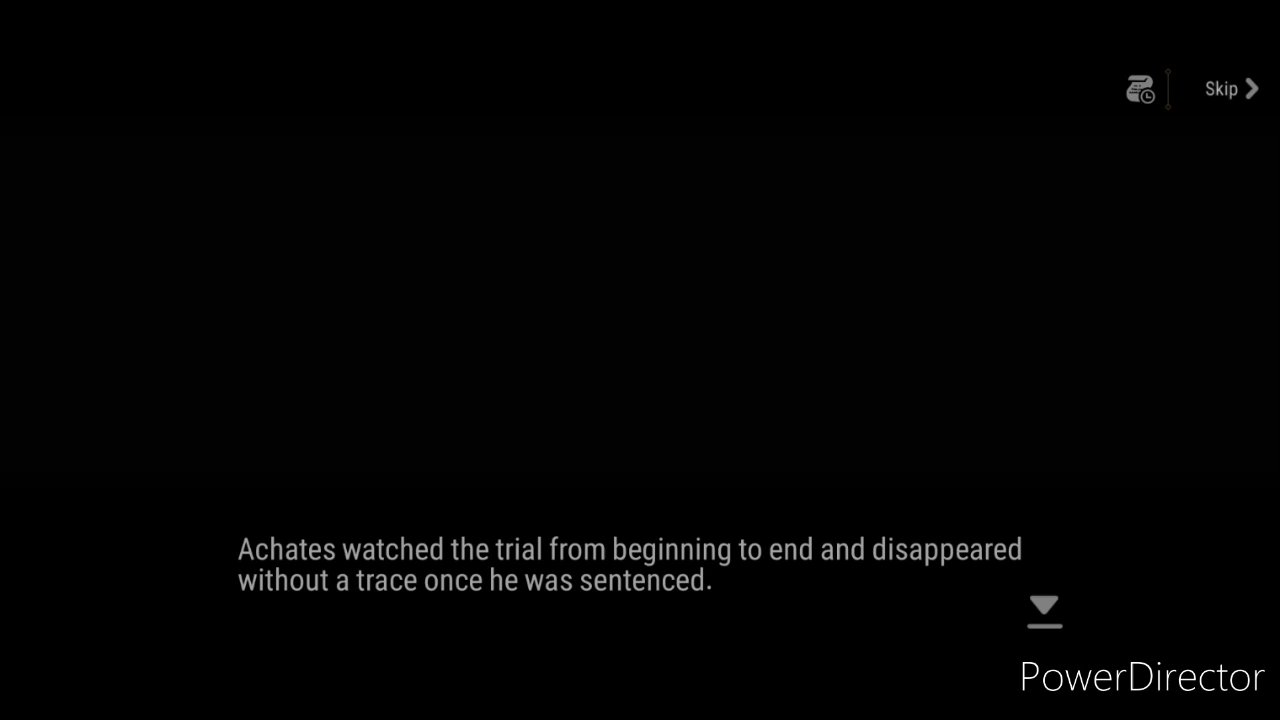 Skip
Achates watched the trial from beginning to end and disappeared
without a trace once he was sentenced.
PowerDirector